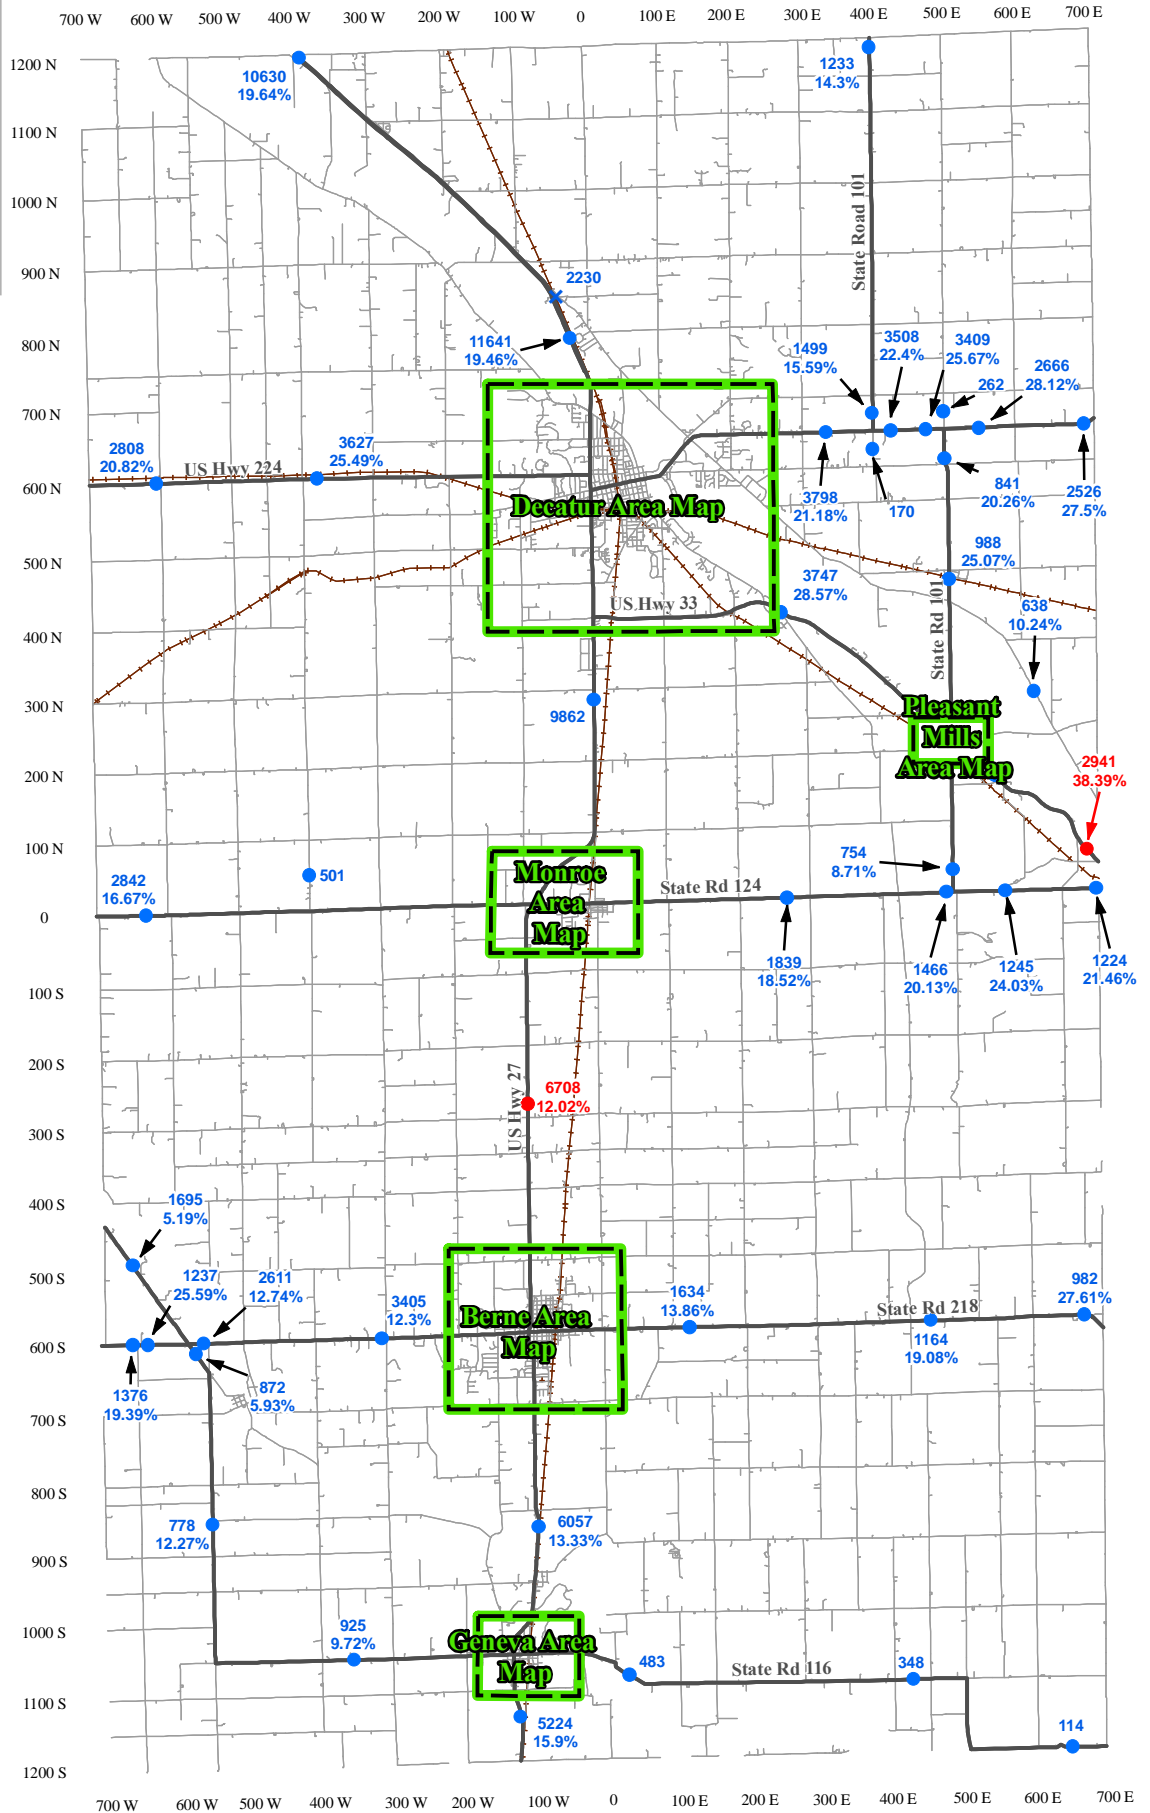 700 W 600 W 500 W 400 W 300 W 200 W 100 W 0 100 E 200 E 300 E 400 E 500 E 600 E 700 E
1200 N
10630
19.64%
1233
14.3%
1100 N
1000 N
State Road 101
900 N
2230
800 N
11641
19.46%
1499
15.59%
3508
22.4%
3409
25.67%
2666
28.12%
262
700 N
2808
20.82%
US Hwy 224
3627
25.49%
600 N
Decatur Area Map
3798
21.18%
170
841
20.26%
2526
27.5%
500 N
988
25.07%
3747
28.57%
US Hwy 33
State Rd 101
638
10.24%
400 N
300 N
9862
Pleasant
Mills
Area Map
200 N
2941
38.39%
100 N
2842
16.67%
501
Monroe
Area
Map
State Rd 124
754
8.71%
0
1839
18.52%
1466
20.13%
1245
24.03%
1224
21.46%
100 S
200 S
US Hwy 27
6708
12.02%
300 S
400 S
1695
5.19%
500 S
1237
25.59%
2611
12.74%
3405
12.3%
Berne Area
Map
1634
13.86%
State Rd 218
982
27.61%
1164
19.08%
600 S
1376
19.39%
872
5.93%
700 S
800 S
778
12.27%
6057
13.33%
900 S
1000 S
925
9.72%
Geneva Area
Map
483
State Rd 116
348
1100 S
5224
15.9%
114
1200 S
700 W 600 W 500 W 400 W 300 W 200 W 100 W 0 100 E 200 E 300 E 400 E 500 E 600 E 700 E